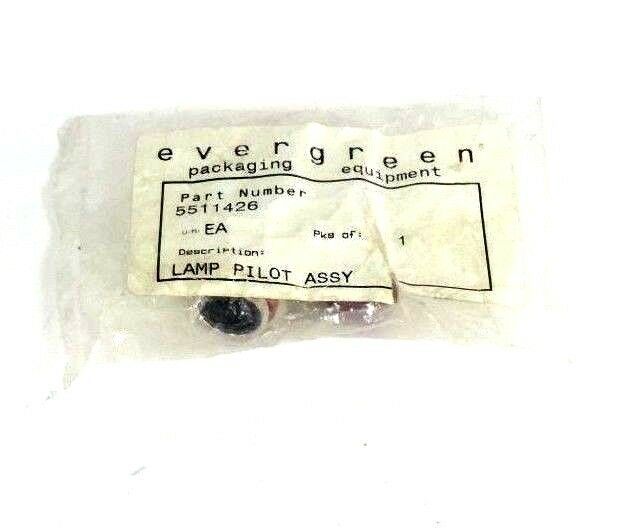 evergreen
packaging equipment
Part Number
5511426
U/M: EA Pkg of: 1
Description:
LAMP PILOT ASSY